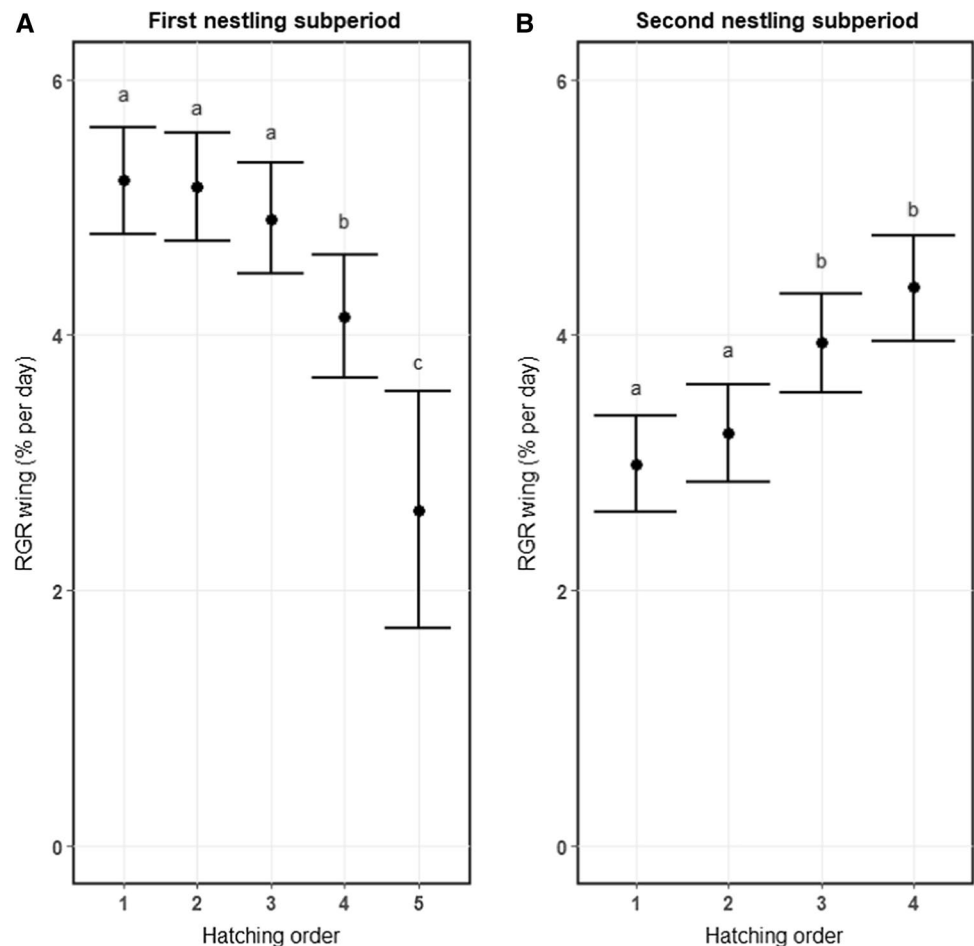 A
First nestling subperiod
RGR wing (% per day)
6
4
2
0
a
a
a
b
c
1 2 3 4 5
Hatching order
B
Second nestling subperiod
RGR wing (% per day)
6
4
2
0
a
a
b
b
1 2 3 4
Hatching order